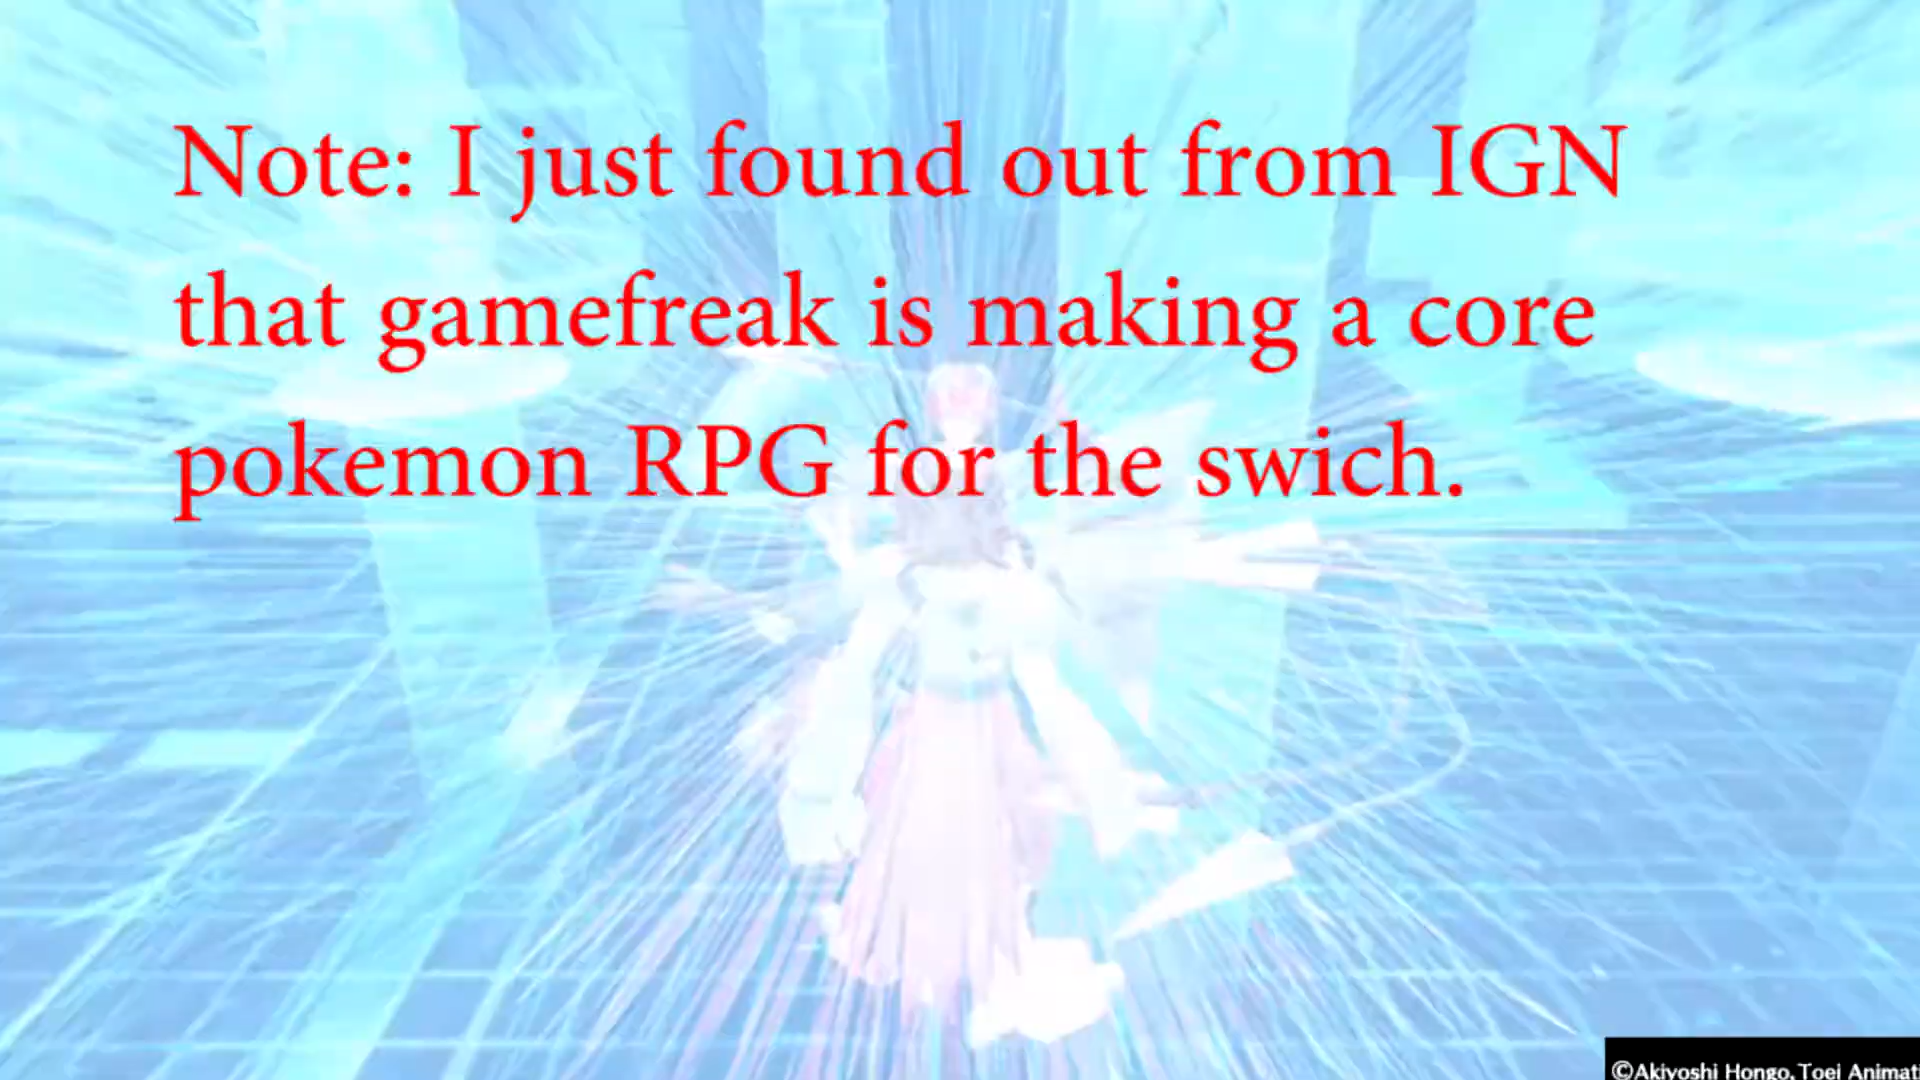 Note: I just found out from IGN
that gamefreak is making a core
pokemon RPG for the swich.
©Akiyoshi Hongo, Toei Animat